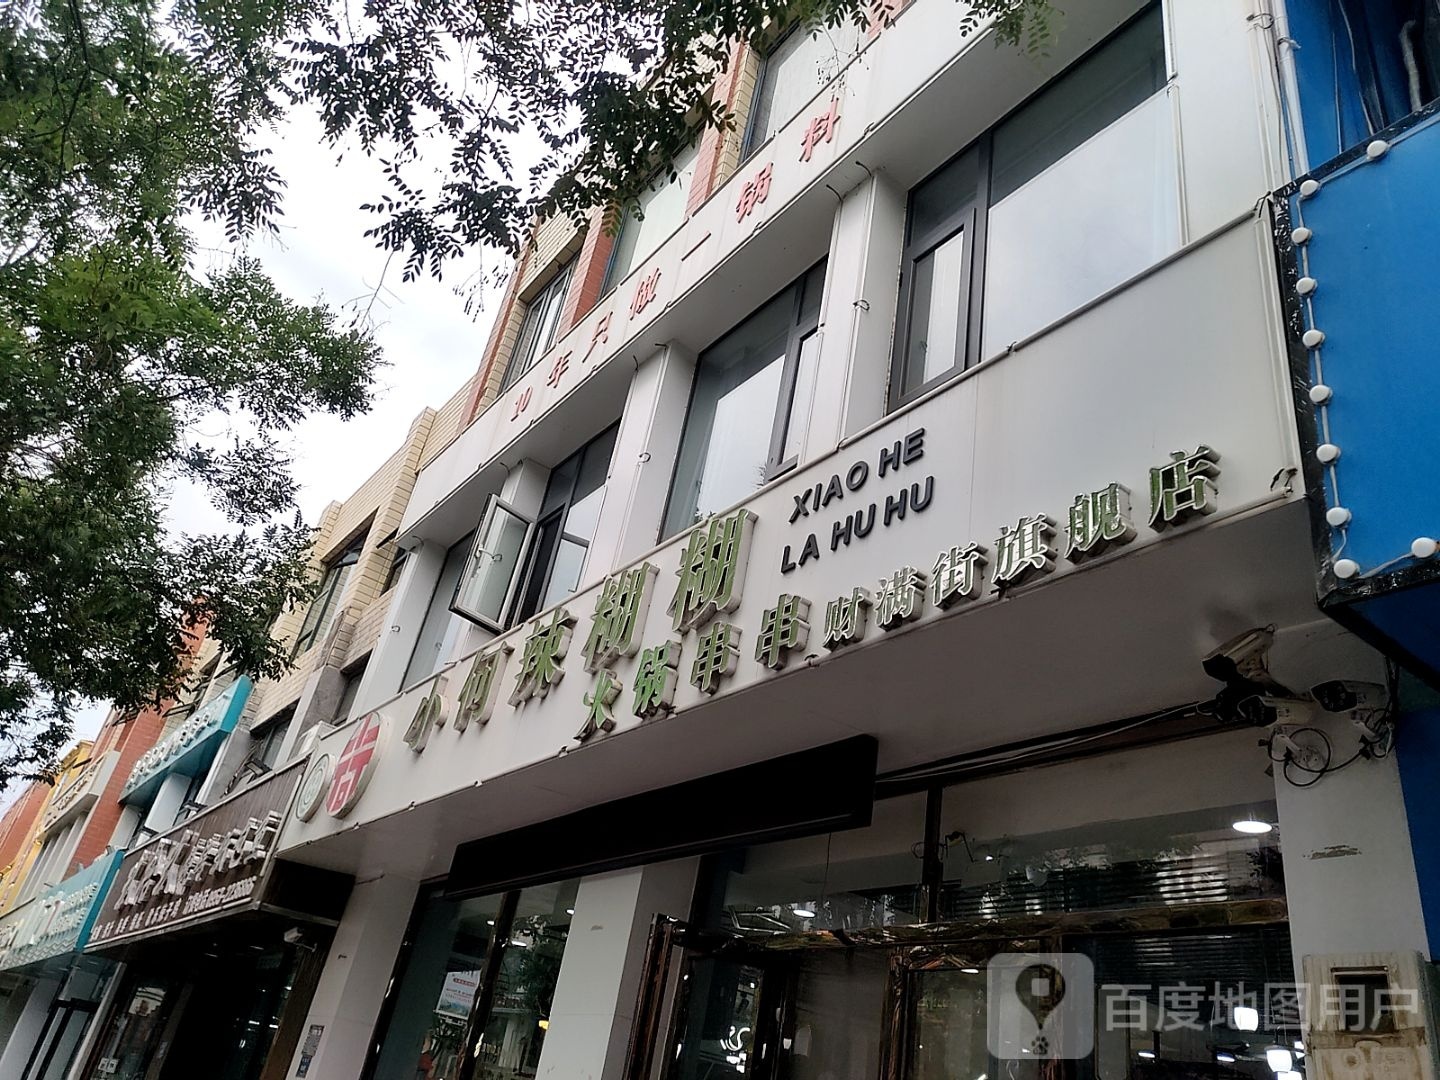 10年只做一锅料
XIAO HE
LA HU HU
小何辣糊糊
火锅串串财满街旗舰店
百度地图用户